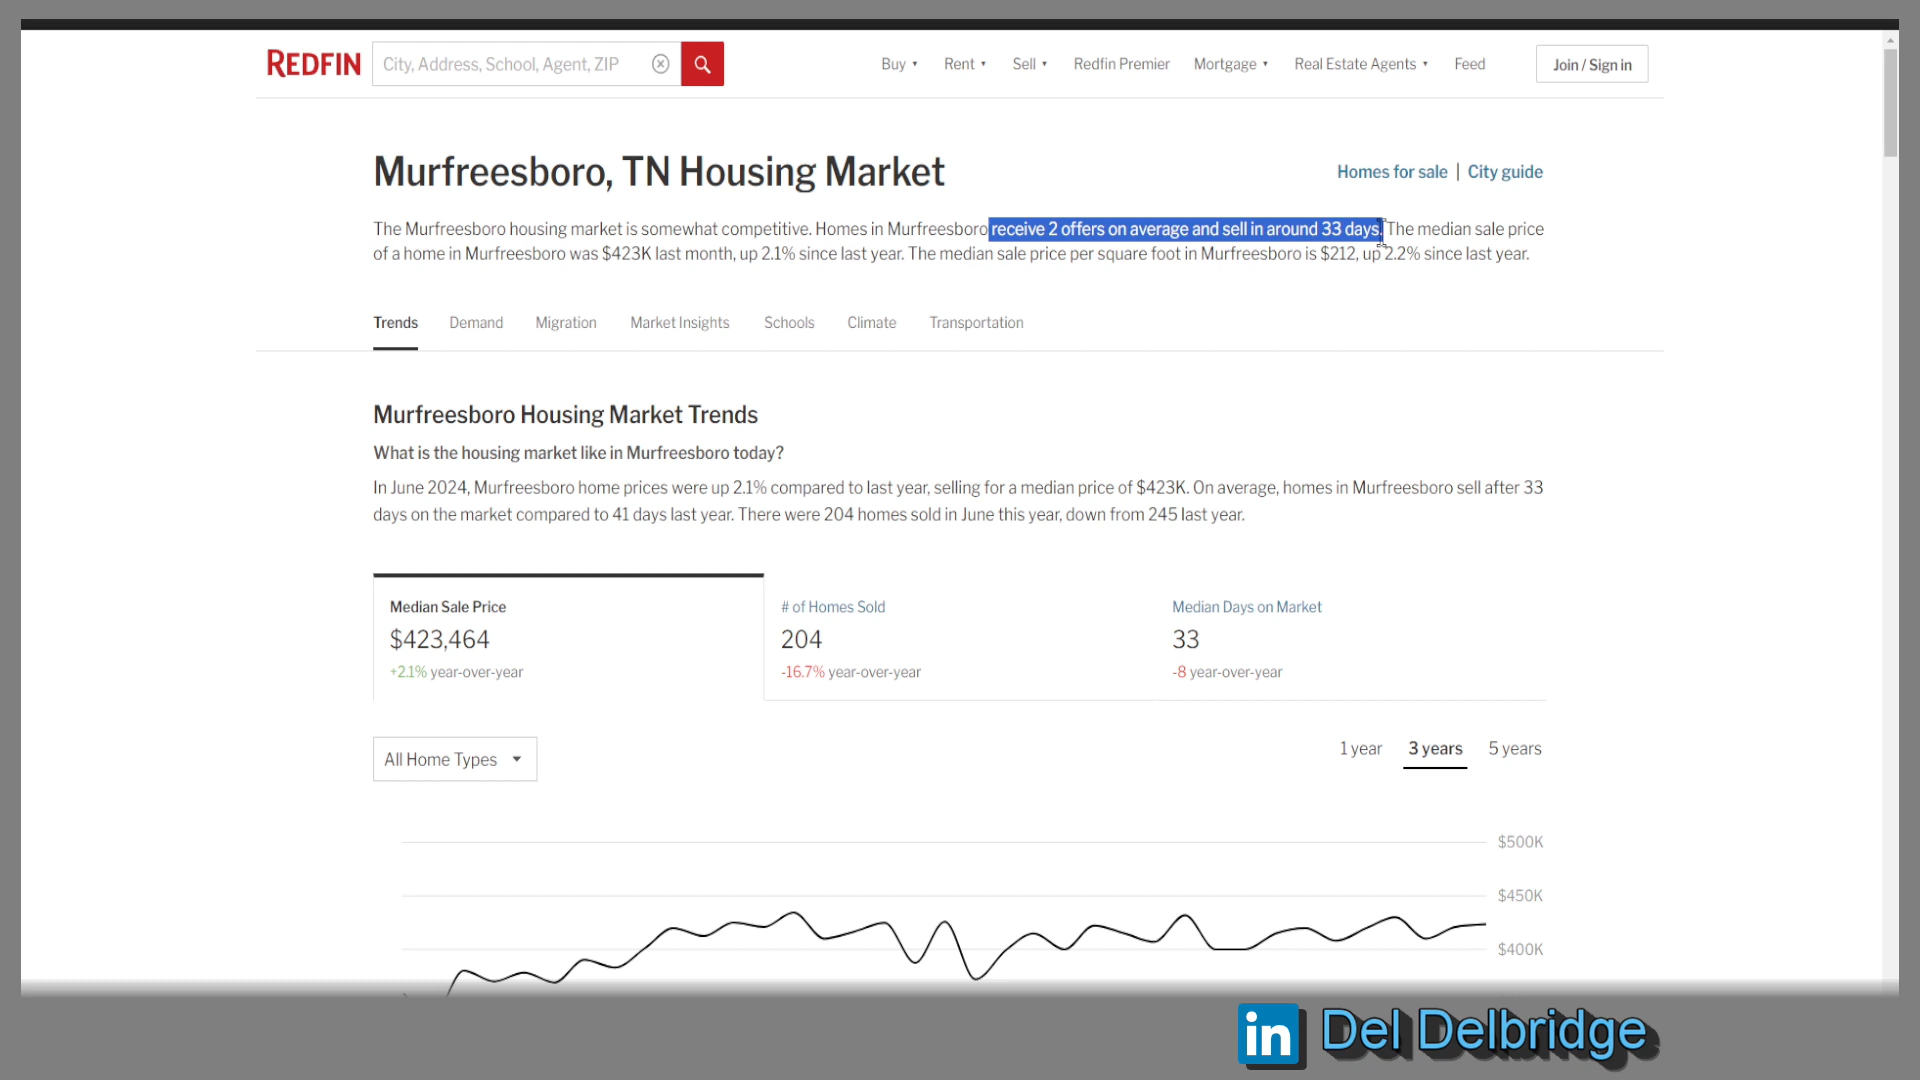 REDFIN
City, Address, School, Agent, ZIP
Buy
Rent
Sell
Redfin Premier
Mortgage
Real Estate Agents
Feed
Join / Sign in
Murfreesboro, TN Housing Market
Homes for sale | City guide
The Murfreesboro housing market is somewhat competitive. Homes in Murfreesboro receive 2 offers on average and sell in around 33 days. The median sale price
of a home in Murfreesboro was $423K last month, up 2.1% since last year. The median sale price per square foot in Murfreesboro is $212, up 2.2% since last year.
Trends
Demand
Migration
Market Insights
Schools
Climate
Transportation
Murfreesboro Housing Market Trends
What is the housing market like in Murfreesboro today?
In June 2024, Murfreesboro home prices were up 2.1% compared to last year, selling for a median price of $423K. On average, homes in Murfreesboro sell after 33
days on the market compared to 41 days last year. There were 204 homes sold in June this year, down from 245 last year.
Median Sale Price
$423,464
+2.1% year-over-year
# of Homes Sold
204
-16.7% year-over-year
Median Days on Market
33
-8 year-over-year
All Home Types
1 year
3 years
5 years
$500K
$450K
$400K
in Del Delbridge